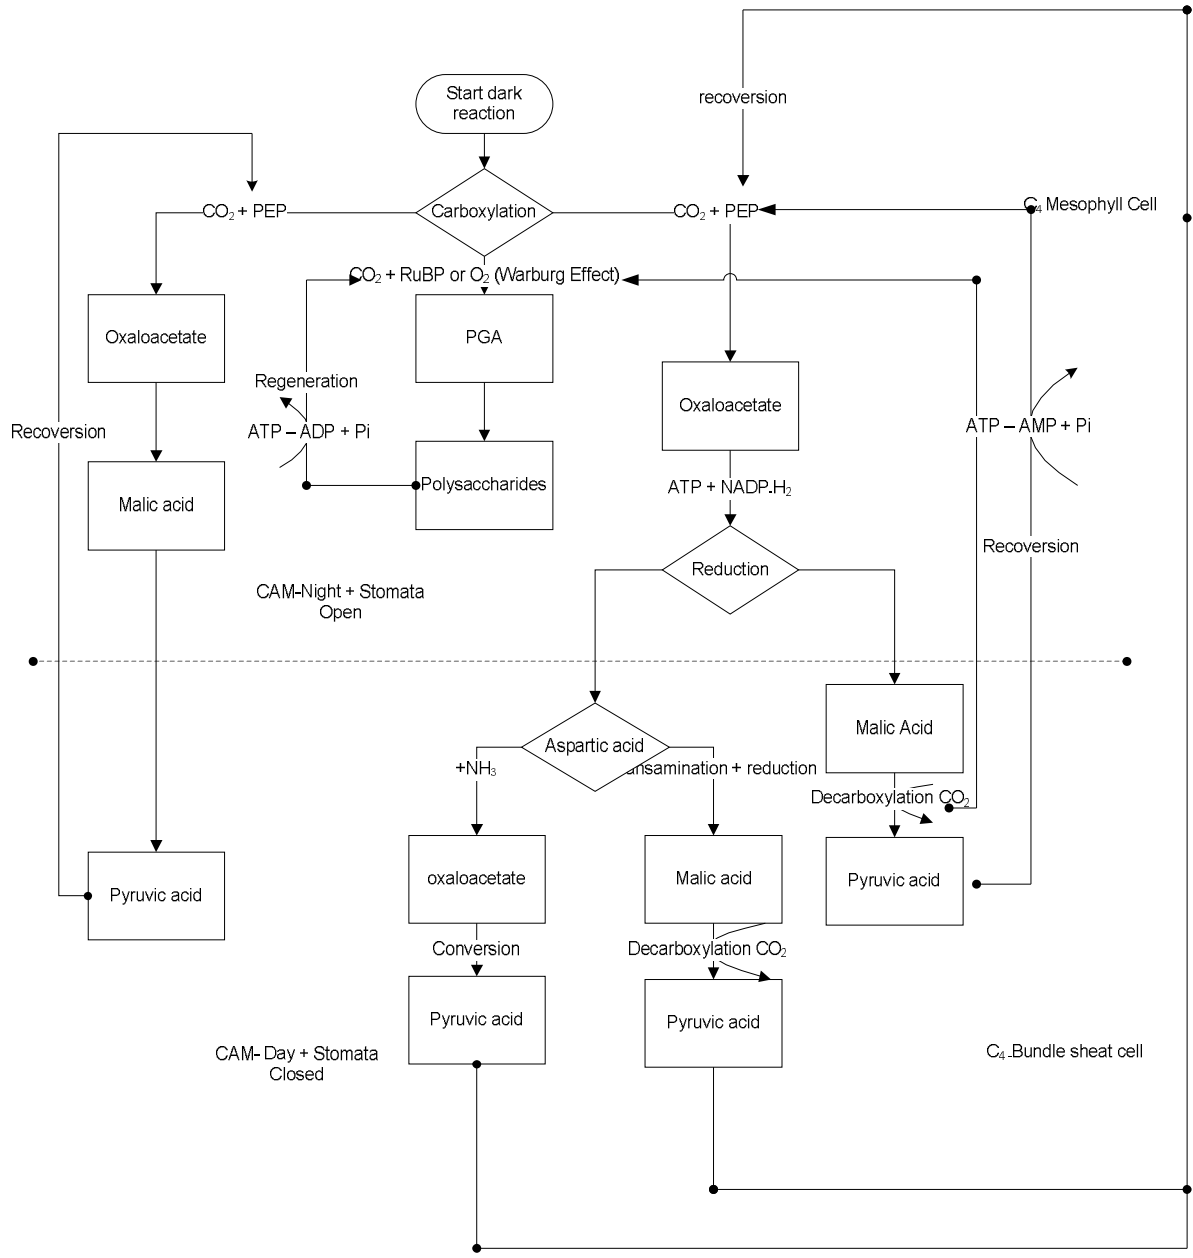 recoversion
Start dark
reaction
CO₂ + PEP
Carboxylation
CO₂ + PEP
C₄ Mesophyll Cell
CO₂ + RuBP or O₂ (Warburg Effect)
Oxaloacetate
PGA
Regeneration
Oxaloacetate
Recoversion
ATP – ADP + Pi
ATP – AMP + Pi
Malic acid
Polysaccharides
ATP + NADP.H₂
Recoversion
Reduction
CAM-Night + Stomata
Open
Malic Acid
Aspartic acid
+NH₃
+ reduction
Decarboxylation CO₂
Pyruvic acid
oxaloacetate
Malic acid
Pyruvic acid
Conversion
Decarboxylation CO₂
Pyruvic acid
Pyruvic acid
CAM- Day + Stomata
Closed
C₄ Bundle sheat cell